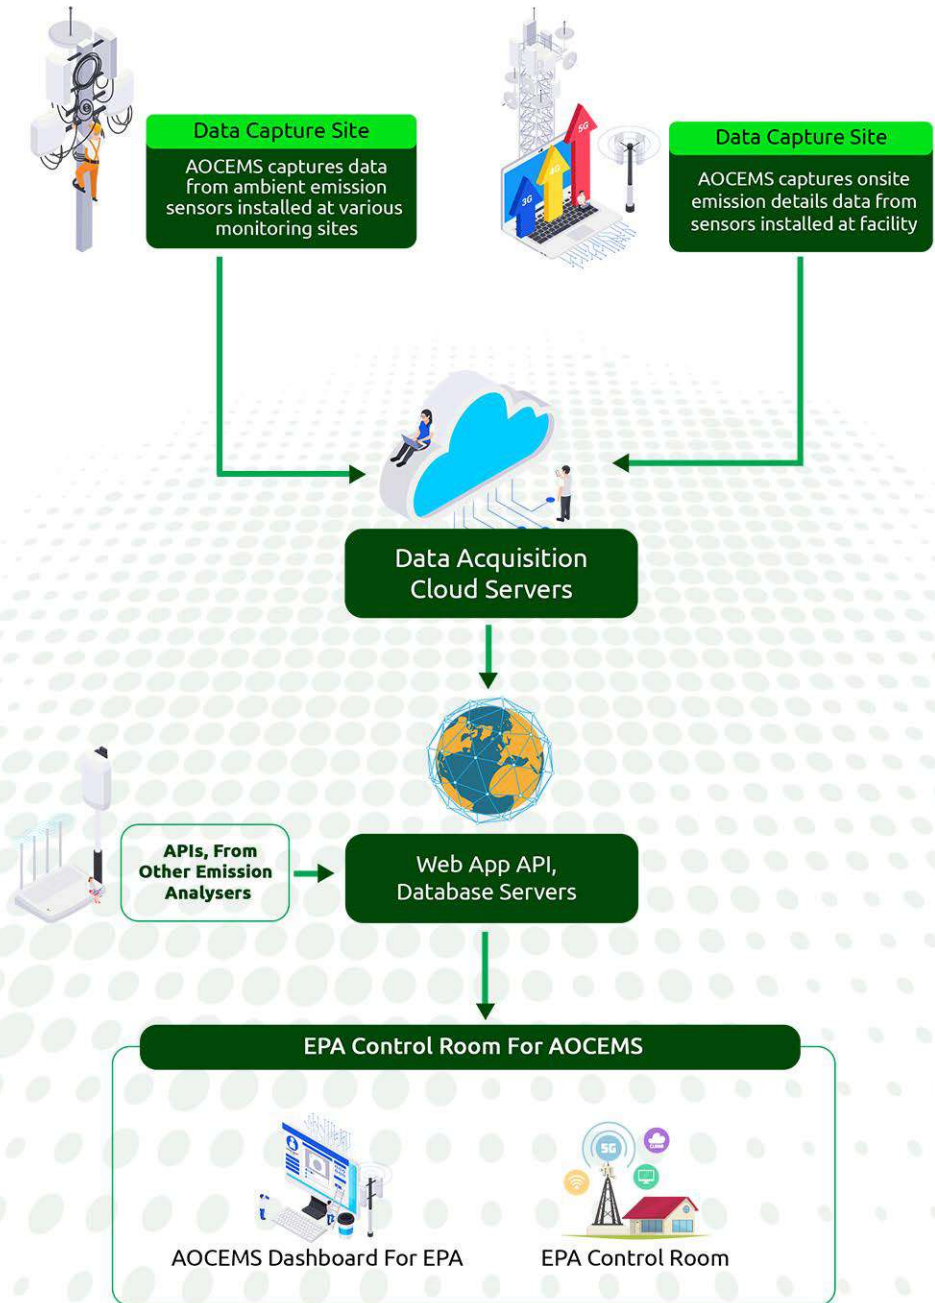 Data Capture Site
AOCEMS captures data
from ambient emission
sensors installed at various
monitoring sites
3G
4G
5G
Data Capture Site
AOCEMS captures onsite
emission details data from
sensors installed at facility
Data Acquisition
Cloud Servers
APIs, From
Other Emission
Analysers
Web App API,
Database Servers
EPA Control Room For AOCEMS
5G
CLOUD
AOCEMS Dashboard For EPA
EPA Control Room